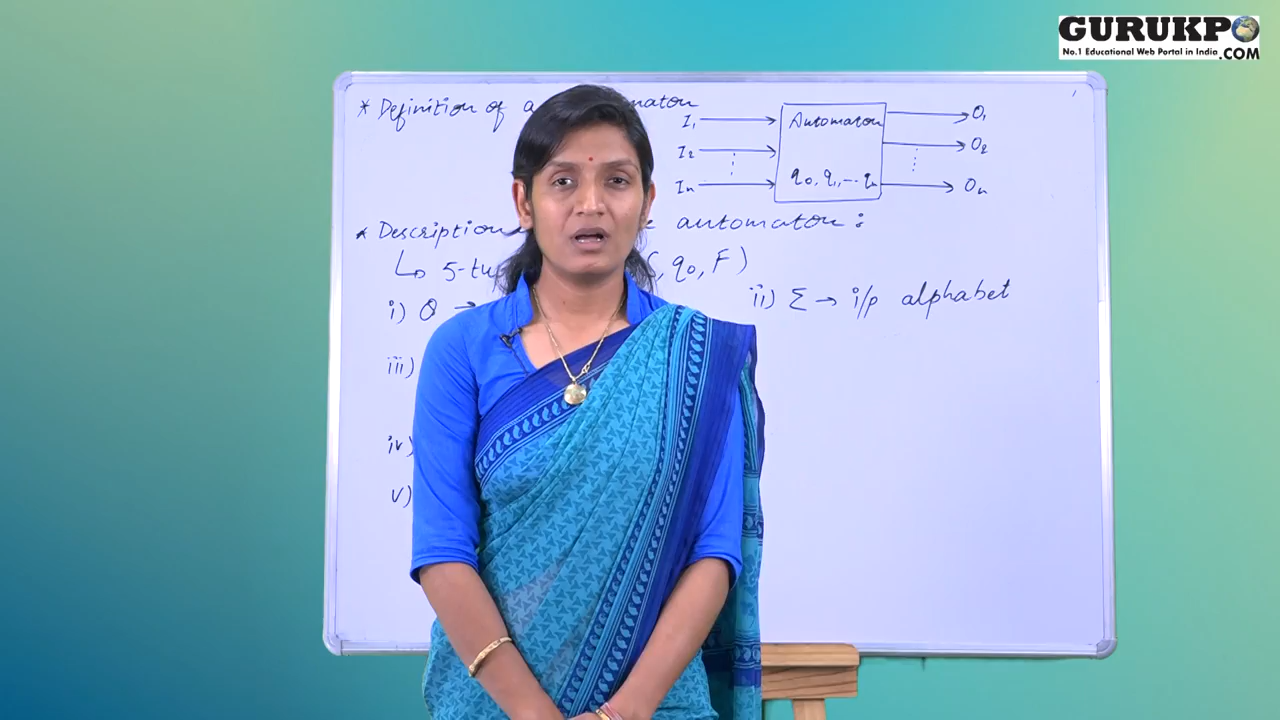 GURUKPO
No.1 Educational Web Portal in India .COM
* Definition of a
I₁
I₂
Iₙ
Automaton
q₀, q₁, --- qₙ
O₁
O₂
Oₙ
* Description automaton :
↳ 5- , q₀, F )
i) Q →
ii) Σ → i/p alphabet
iii)
iv)
v)